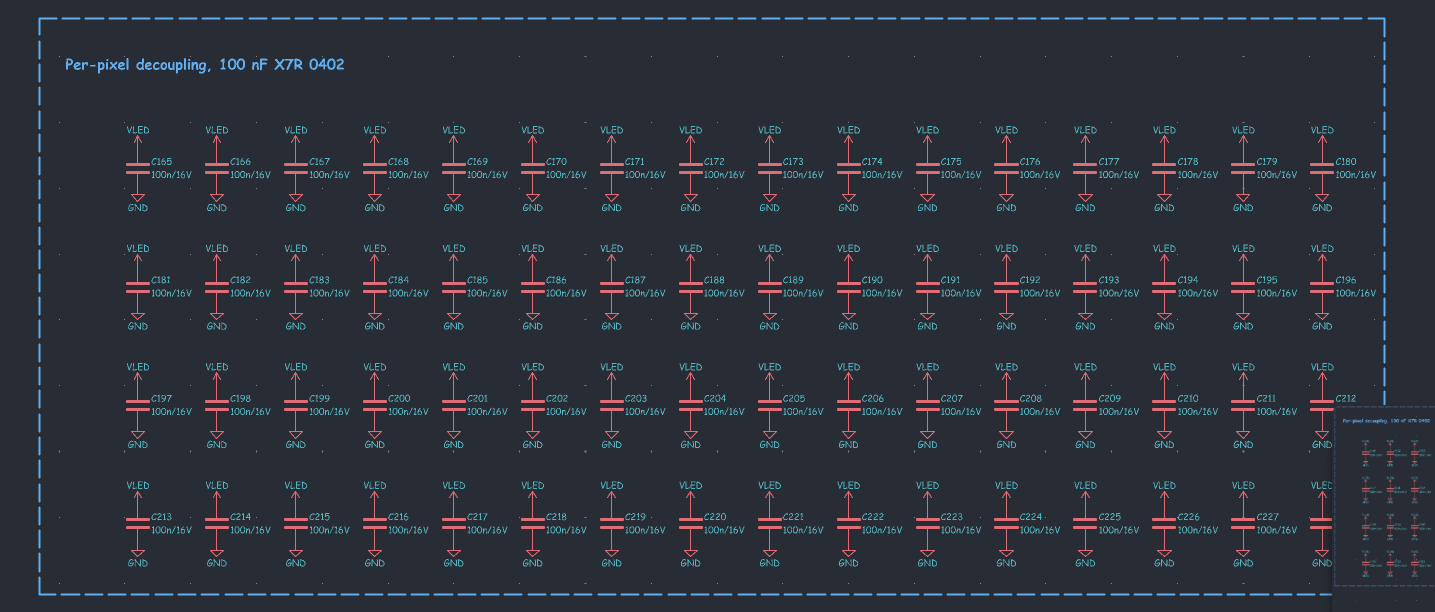 Per-pixel decoupling, 100 nF X7R 0402
VLED VLED VLED VLED VLED VLED VLED VLED VLED VLED VLED VLED VLED VLED VLED VLED
C165 C166 C167 C168 C169 C170 C171 C172 C173 C174 C175 C176 C177 C178 C179 C180
100n/16V 100n/16V 100n/16V 100n/16V 100n/16V 100n/16V 100n/16V 100n/16V 100n/16V 100n/16V 100n/16V 100n/16V 100n/16V 100n/16V 100n/16V 100n/16V
GND GND GND GND GND GND GND GND GND GND GND GND GND GND GND GND
VLED VLED VLED VLED VLED VLED VLED VLED VLED VLED VLED VLED VLED VLED VLED VLED
C181 C182 C183 C184 C185 C186 C187 C188 C189 C190 C191 C192 C193 C194 C195 C196
100n/16V 100n/16V 100n/16V 100n/16V 100n/16V 100n/16V 100n/16V 100n/16V 100n/16V 100n/16V 100n/16V 100n/16V 100n/16V 100n/16V 100n/16V 100n/16V
GND GND GND GND GND GND GND GND GND GND GND GND GND GND GND GND
VLED VLED VLED VLED VLED VLED VLED VLED VLED VLED VLED VLED VLED VLED VLED VLED
C197 C198 C199 C200 C201 C202 C203 C204 C205 C206 C207 C208 C209 C210 C211 C212
100n/16V 100n/16V 100n/16V 100n/16V 100n/16V 100n/16V 100n/16V 100n/16V 100n/16V 100n/16V 100n/16V 100n/16V 100n/16V 100n/16V 100n/16V
GND GND GND GND GND GND GND GND GND GND GND GND GND GND GND GND
Per-pixel decoupling, 100 nF X7R 0402
VLED VLED VLED VLED VLED VLED VLED VLED VLED VLED VLED VLED VLED VLED VLED
C213 C214 C215 C216 C217 C218 C219 C220 C221 C222 C223 C224 C225 C226 C227
100n/16V 100n/16V 100n/16V 100n/16V 100n/16V 100n/16V 100n/16V 100n/16V 100n/16V 100n/16V 100n/16V 100n/16V 100n/16V 100n/16V 100n/16V
GND GND GND GND GND GND GND GND GND GND GND GND GND GND GND